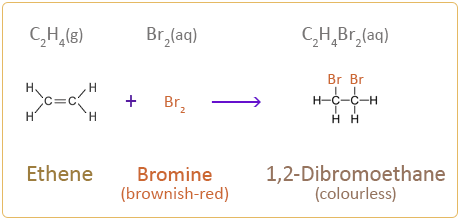 C₂H₄(g) Br₂(aq) C₂H₄Br₂(aq)
Br Br
H H
C=C + Br₂ H-C-C-H
H H H H
Ethene Bromine 1,2-Dibromoethane
(brownish-red) (colourless)